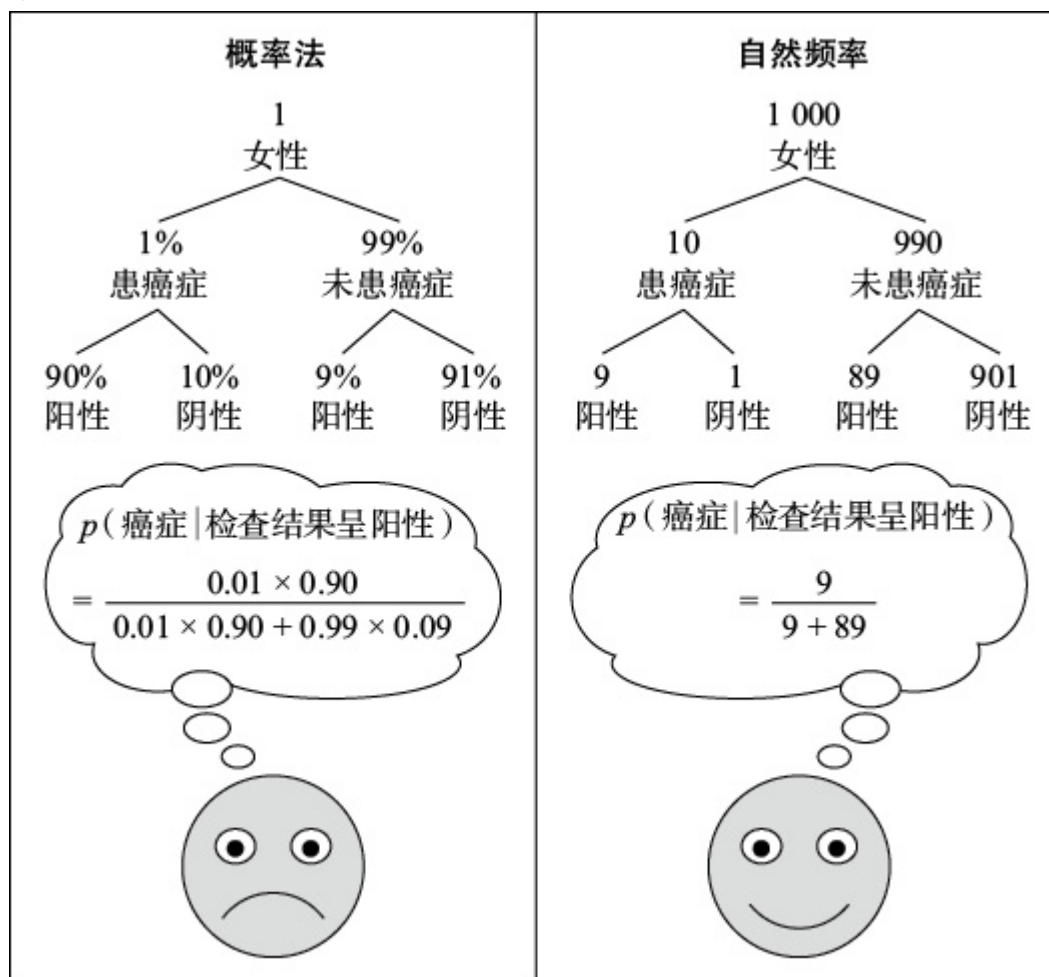 概率法
1
女性
1% 99%
患癌症 未患癌症
90% 10% 9% 91%
阳性 阴性 阳性 阴性
p（癌症|检查结果呈阳性）
= 0.01 × 0.90
0.01 × 0.90 + 0.99 × 0.09
自然频率
1 000
女性
10 990
患癌症 未患癌症
9 1 89 901
阳性 阴性 阳性 阴性
p（癌症|检查结果呈阳性）
= 9
9 + 89